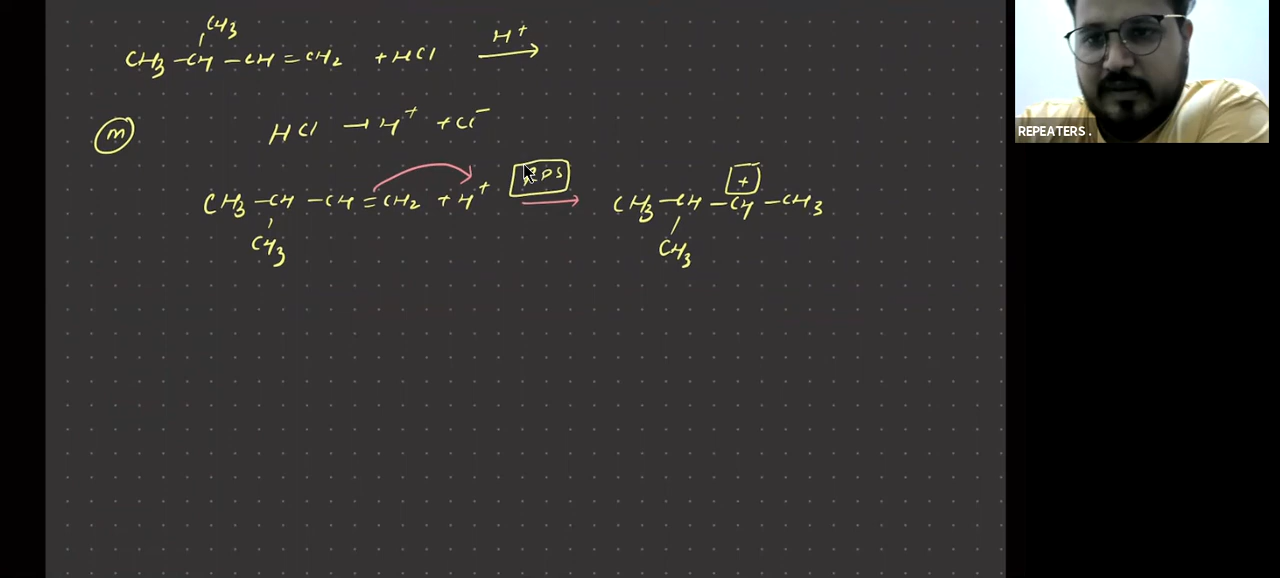 CH3
CH3 - CH - CH = CH2 + HCl H+ →
(m) HCl → H+ + Cl-
CH3 - CH - CH = CH2 + H+ RDS → CH3 - CH - CH - CH3
+
CH3 CH3
REPEATERS .